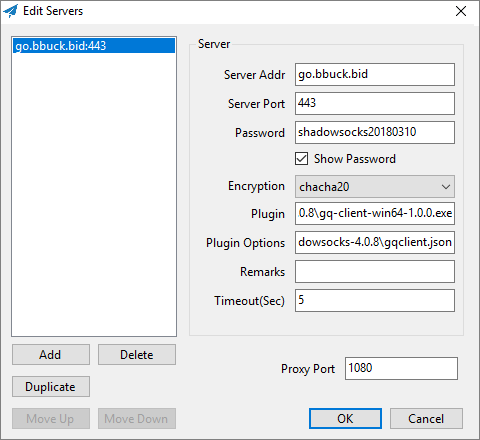 Edit Servers
go.bbuck.bid:443
Server
Server Addr go.bbuck.bid
Server Port 443
Password shadowsocks20180310
Show Password
Encryption chacha20
Plugin .0.8\gq-client-win64-1.0.0.exe
Plugin Options dowsocks-4.0.8\gqclient.json
Remarks
Timeout(Sec) 5
Add Delete
Duplicate
Proxy Port 1080
Move Up Move Down
OK Cancel